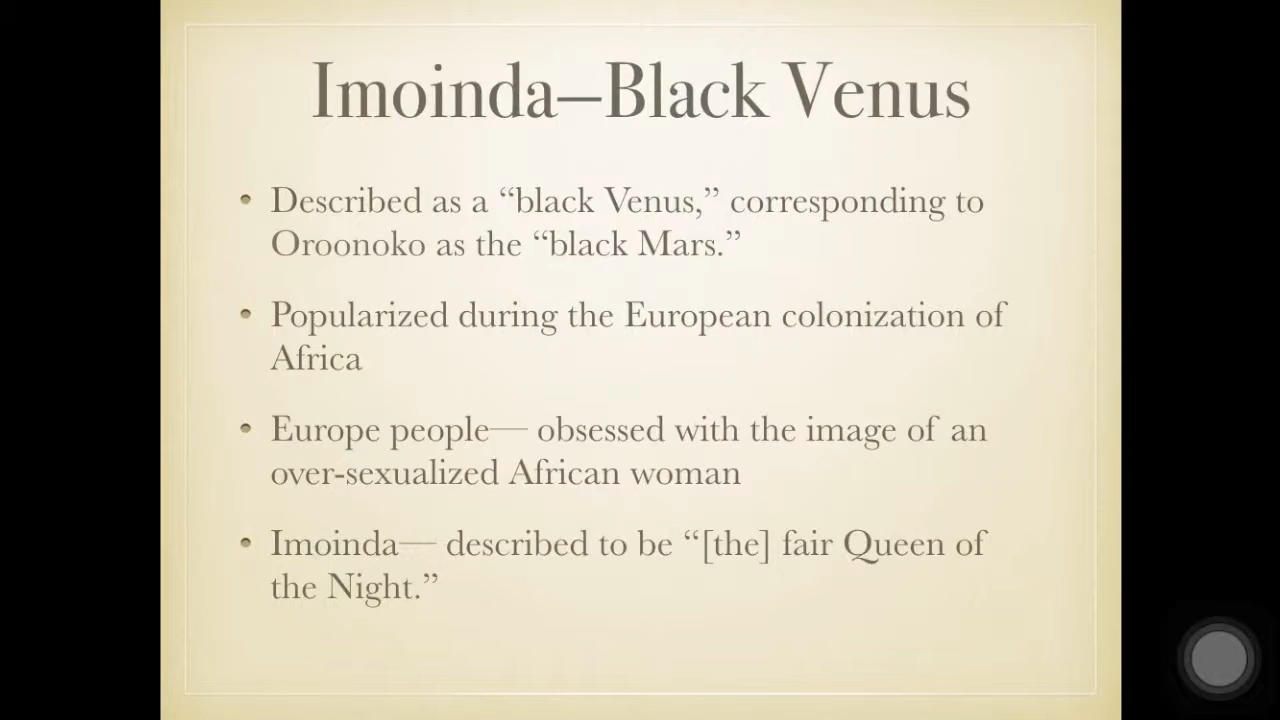 Imoinda—Black Venus
• Described as a “black Venus,” corresponding to
Oroonoko as the “black Mars.”
• Popularized during the European colonization of
Africa
• Europe people— obsessed with the image of an
over-sexualized African woman
• Imoinda— described to be “[the] fair Queen of
the Night.”